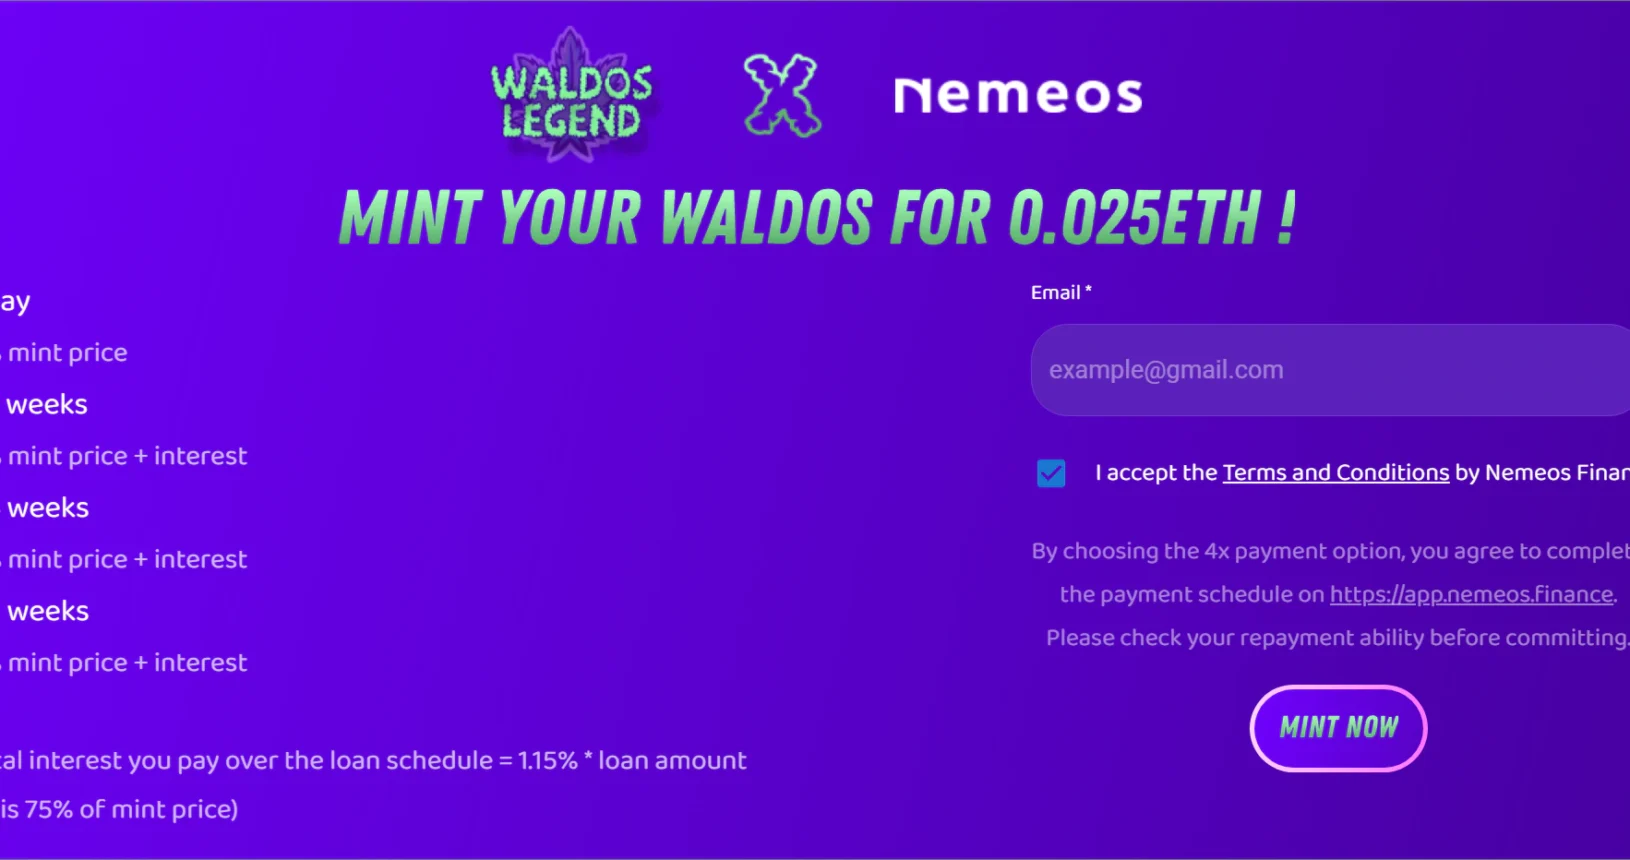 WALDOS
LEGEND
nemeos
MINT YOUR WALDOS FOR 0.025ETH !
ay
mint price
weeks
mint price + interest
weeks
mint price + interest
weeks
mint price + interest
al interest you pay over the loan schedule = 1.15% * loan amount
is 75% of mint price)
Email *
example@gmail.com
I accept the Terms and Conditions by Nemeos Finan
By choosing the 4x payment option, you agree to complet
the payment schedule on https://app.nemeos.finance.
Please check your repayment ability before committing.
MINT NOW